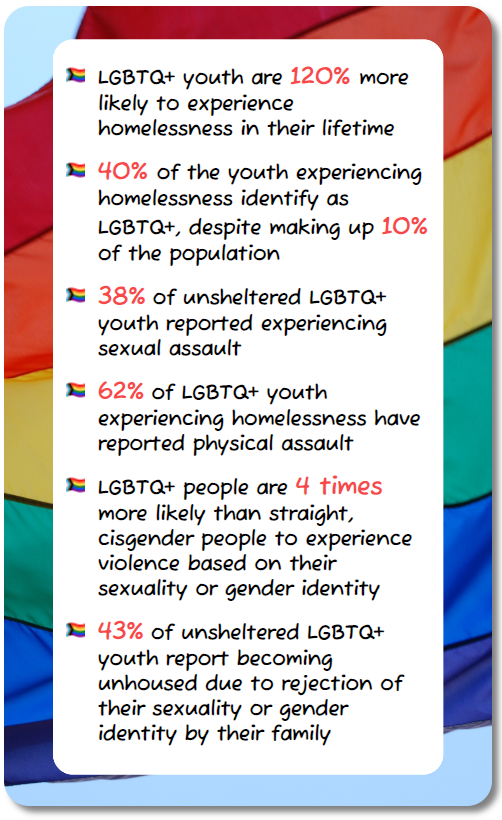 LGBTQ+ youth are 120% more
likely to experience
homelessness in their lifetime
40% of the youth experiencing
homelessness identify as
LGBTQ+, despite making up 10%
of the population
38% of unsheltered LGBTQ+
youth reported experiencing
sexual assault
62% of LGBTQ+ youth
experiencing homelessness have
reported physical assault
LGBTQ+ people are 4 times
more likely than straight,
cisgender people to experience
violence based on their
sexuality or gender identity
43% of unsheltered LGBTQ+
youth report becoming
unhoused due to rejection of
their sexuality or gender
identity by their family